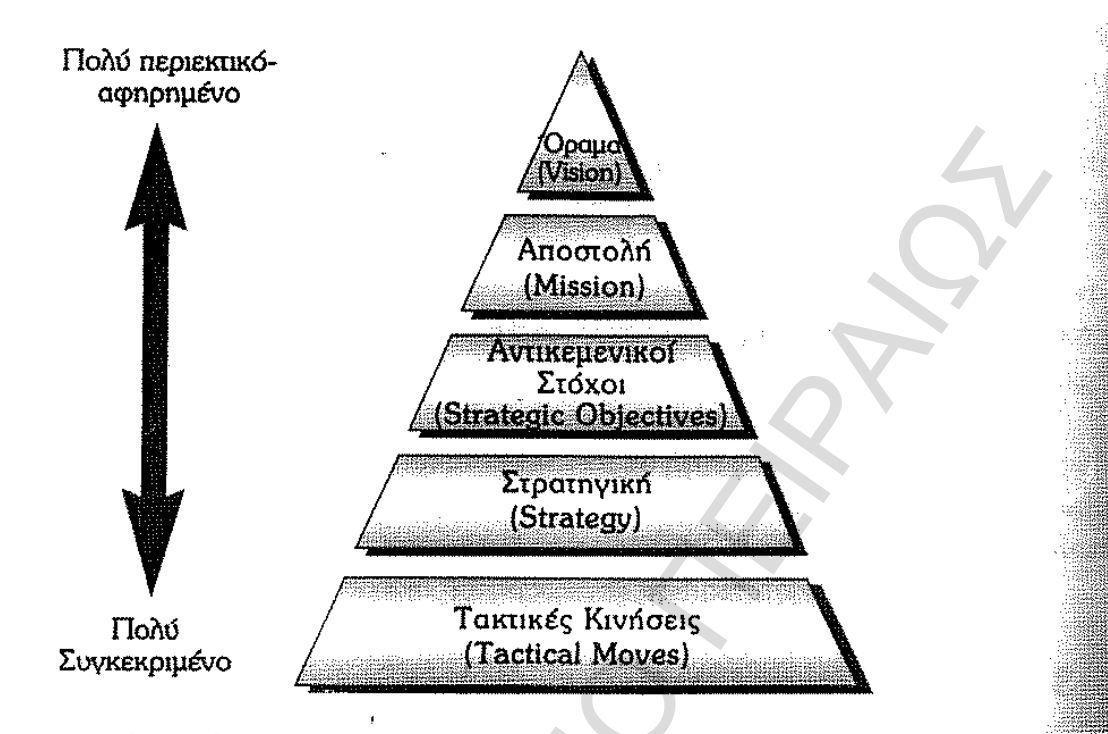 Πολύ περιεκτικό-
αφηρημένο
Όραμα
(Vision)
Αποστολή
(Mission)
Αντικεμενικοί
Στόχοι
(Strategic Objectives)
Στρατηγική
(Strategy)
Τακτικές Κινήσεις
(Tactical Moves)
Πολύ
Συγκεκριμένο
ΠΕΙΡΑΙΩΣ